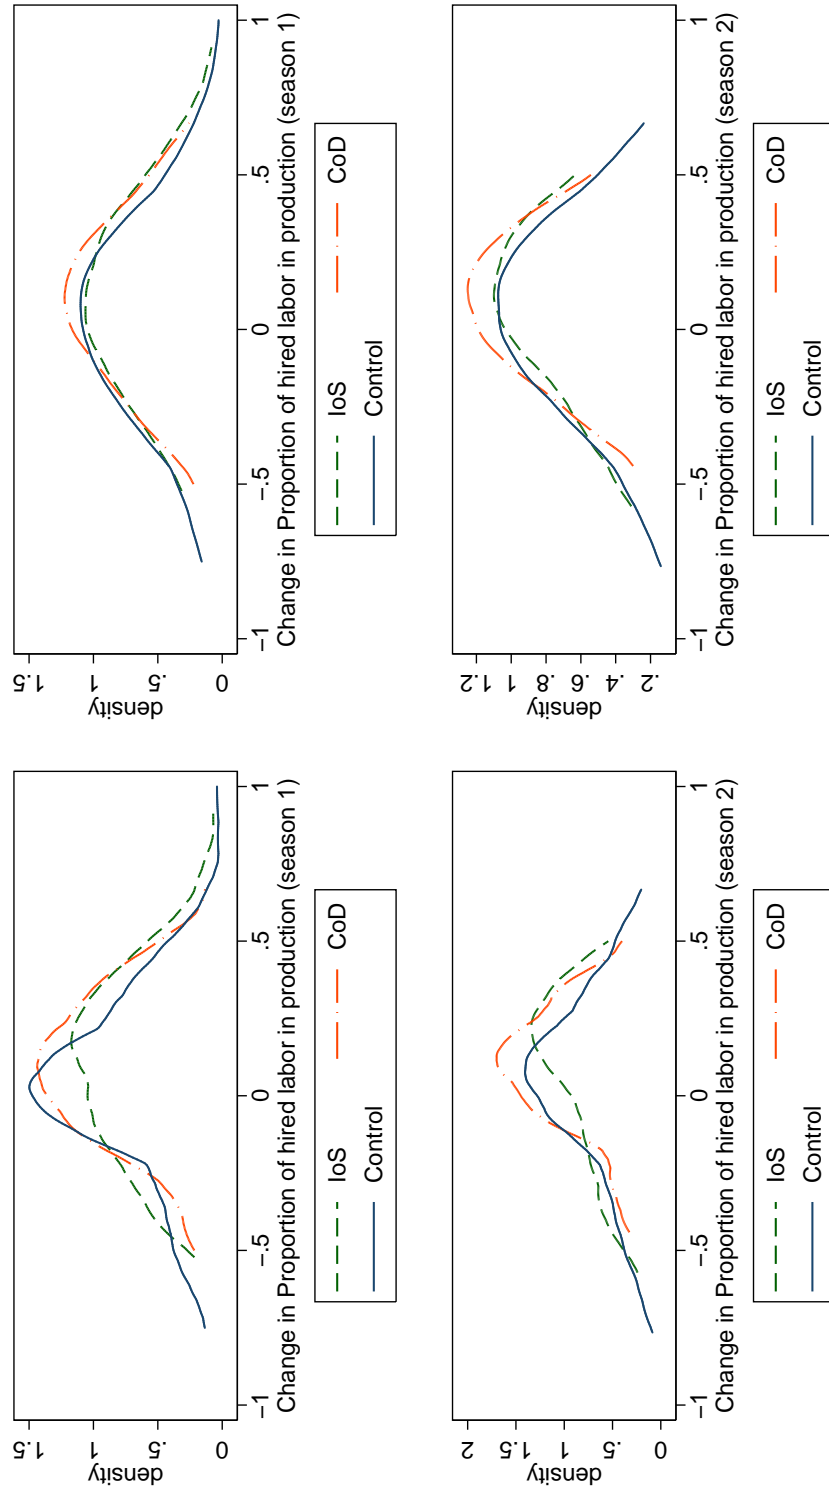 density
0 .5 1 1.5
-1 -.5 0 .5 1
Change in Proportion of hired labor in production (season 1)
IoS CoD
Control
density
0 .5 1 1.5
-1 -.5 0 .5 1
Change in Proportion of hired labor in production (season 1)
IoS CoD
Control
density
0 .5 1 1.5 2
-1 -.5 0 .5 1
Change in Proportion of hired labor in production (season 2)
IoS CoD
Control
density
.2 .4 .6 .8 1 1.2
-1 -.5 0 .5 1
Change in Proportion of hired labor in production (season 2)
IoS CoD
Control